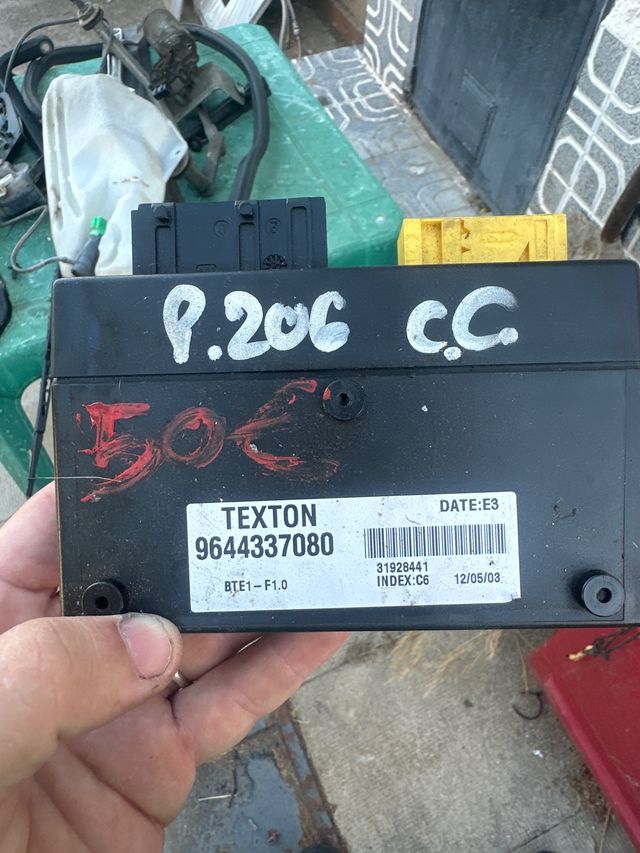 P.206 C.C.
50€
TEXTON
DATE:E3
9644337080
31928441
BTE1-F1.0
INDEX:C6
12/05/03